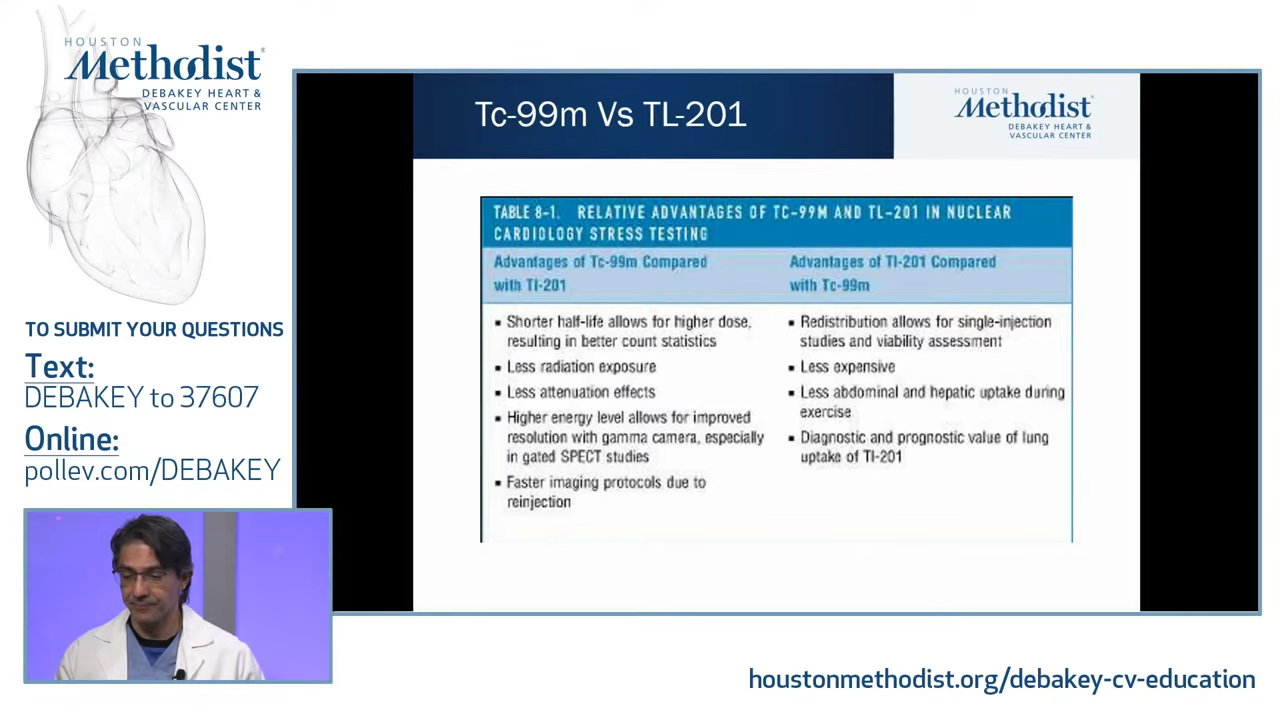 HOUSTON
Methodist®
DEBAKEY HEART &
VASCULAR CENTER
TO SUBMIT YOUR QUESTIONS
Text:
DEBAKEY to 37607
Online:
pollev.com/DEBAKEY
Tc-99m Vs TL-201
HOUSTON
Methodist®
DEBAKEY HEART &
VASCULAR CENTER
TABLE 8-1. RELATIVE ADVANTAGES OF TC-99M AND TL-201 IN NUCLEAR
CARDIOLOGY STRESS TESTING
Advantages of Tc-99m Compared
with Tl-201
▪ Shorter half-life allows for higher dose,
resulting in better count statistics
▪ Less radiation exposure
▪ Less attenuation effects
▪ Higher energy level allows for improved
resolution with gamma camera, especially
in gated SPECT studies
▪ Faster imaging protocols due to
reinjection
Advantages of Tl-201 Compared
with Tc-99m
▪ Redistribution allows for single-injection
studies and viability assessment
▪ Less expensive
▪ Less abdominal and hepatic uptake during
exercise
▪ Diagnostic and prognostic value of lung
uptake of Tl-201
houstonmethodist.org/debakey-cv-education